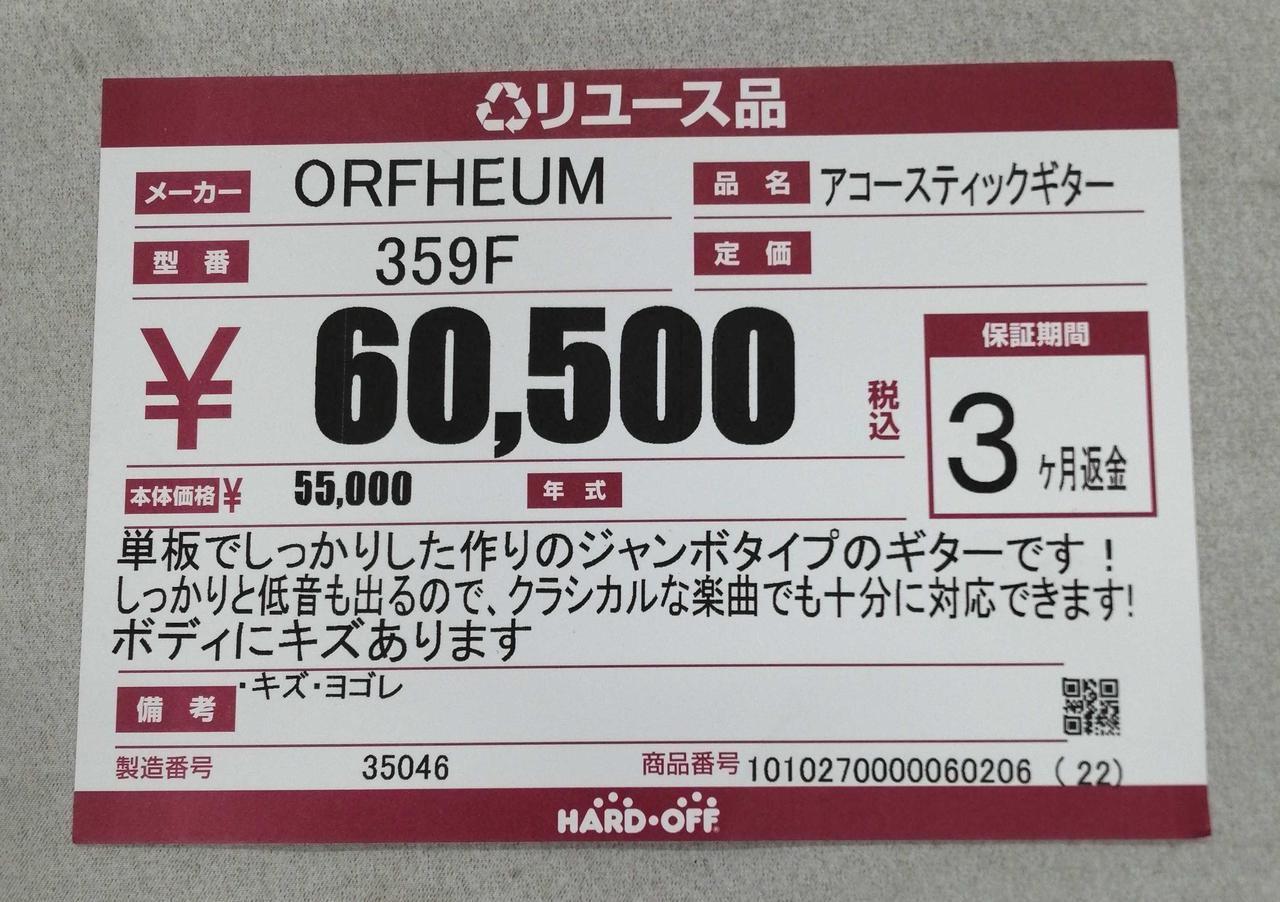 リユース品
メーカー ORFHEUM 品名 アコースティックギター
型番 359F 定価
¥ 60,500 税込
保証期間
3ヶ月返金
本体価格¥ 55,000 年式
単板でしっかりした作りのジャンボタイプのギターです！
しっかりと低音も出るので、クラシカルな楽曲でも十分に対応できます!
ボディにキズあります
備考 ・キズ・ヨゴレ
製造番号 35046 商品番号 1010270000060206 (22)
HARD・OFF